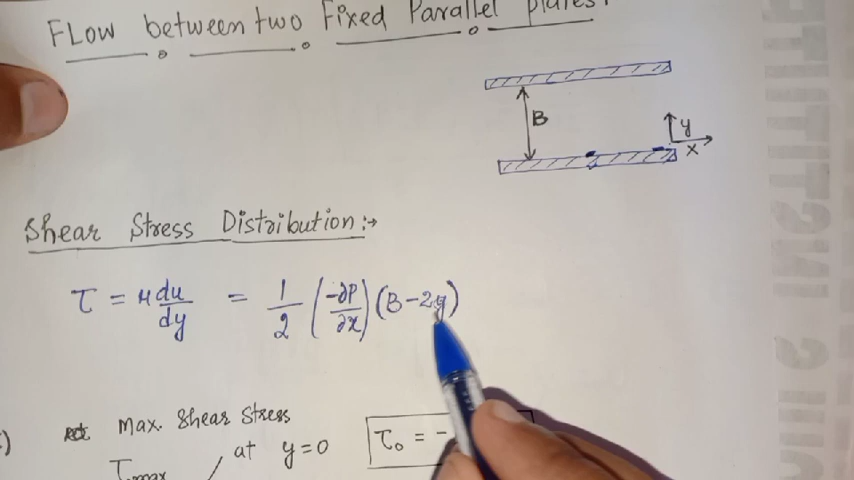 Flow between two Fixed Parallel plates.
B
y
x
Shear Stress Distribution:→
τ = μ du/dy = 1/2 (-∂P/∂x) (B-2y)
Max. Shear Stress
τmax at y=0
τ₀ = -